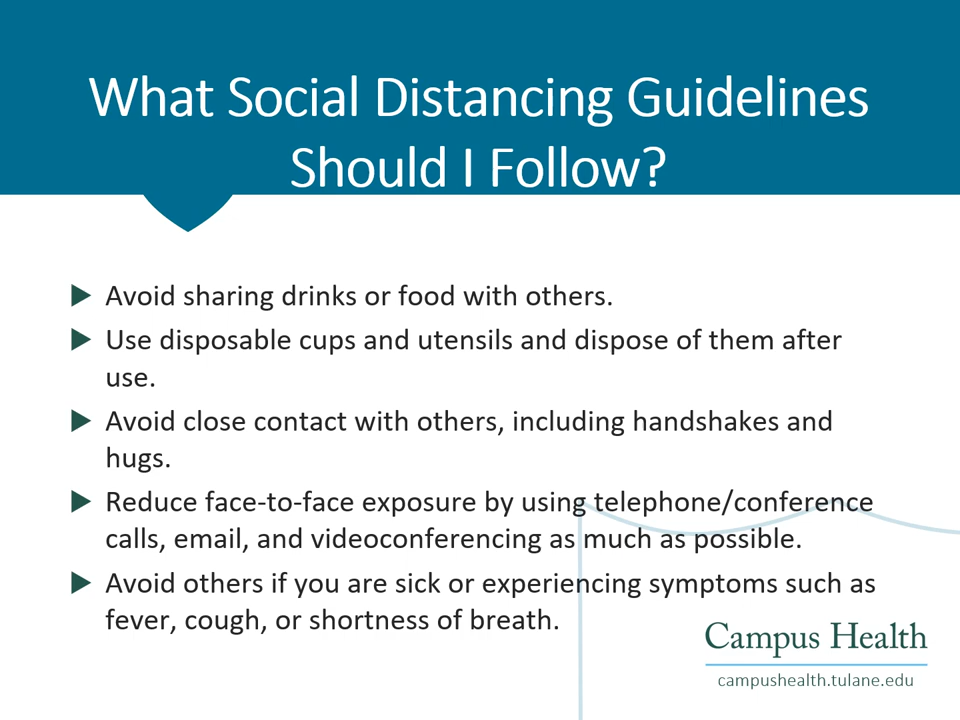 What Social Distancing Guidelines
Should I Follow?
Avoid sharing drinks or food with others.
Use disposable cups and utensils and dispose of them after
use.
Avoid close contact with others, including handshakes and
hugs.
Reduce face-to-face exposure by using telephone/conference
calls, email, and videoconferencing as much as possible.
Avoid others if you are sick or experiencing symptoms such as
fever, cough, or shortness of breath.
Campus Health
campushealth.tulane.edu